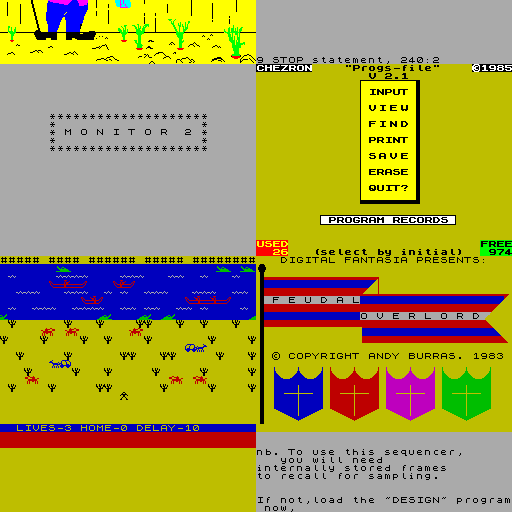 9 STOP statement, 240:2
CHEZRON "Progs-file" ©1985
V 2.1
INPUT
VIEW
FIND
PRINT
SAVE
ERASE
QUIT?
PROGRAM RECORDS
USED FREE
26 (select by initial) 974
*********************
* MONITOR 2 *
*********************
DIGITAL FANTASIA PRESENTS:
FEUDAL
OVERLORD
© COPYRIGHT ANDY BURRAS. 1983
LIVES-3 HOME-0 DELAY-10
nb. To use this sequencer,
you will need
internally stored frames
to recall for sampling.
If not,load the "DESIGN" program
now,